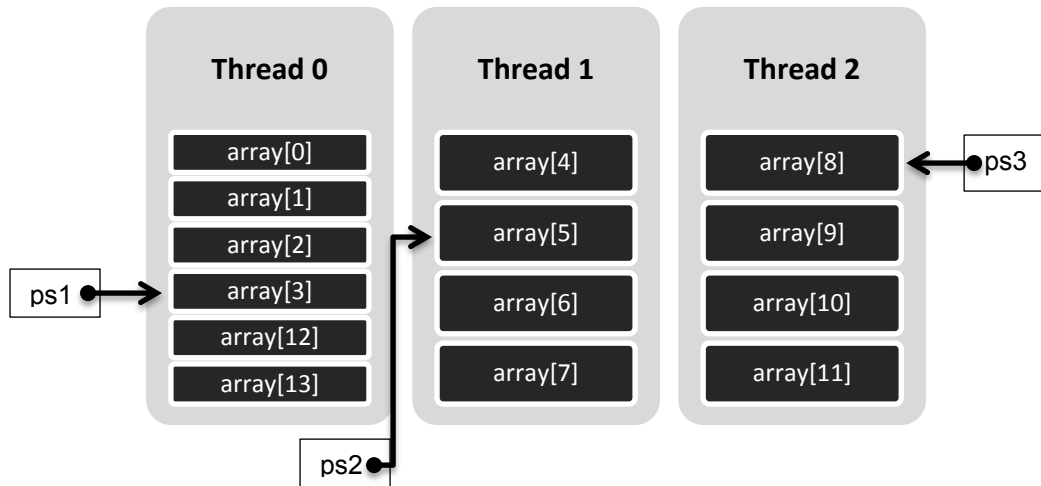 Thread 0
array[0]
array[1]
array[2]
array[3]
array[12]
array[13]
Thread 1
array[4]
array[5]
array[6]
array[7]
Thread 2
array[8]
array[9]
array[10]
array[11]
ps1
ps2
ps3